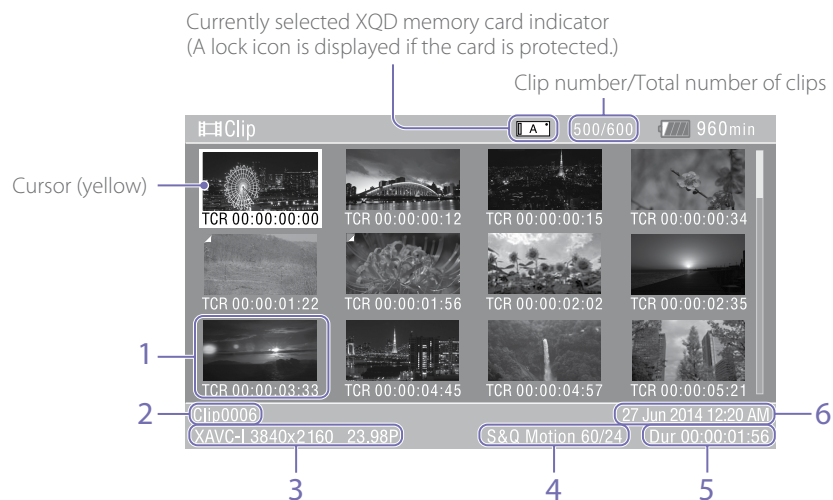 Currently selected XQD memory card indicator
(A lock icon is displayed if the card is protected.)
Clip number/Total number of clips
Clip
A
500/600
960min
Cursor (yellow)
TCR 00:00:00:00
TCR 00:00:00:12
TCR 00:00:00:15
TCR 00:00:00:34
TCR 00:00:01:22
TCR 00:00:01:56
TCR 00:00:02:02
TCR 00:00:02:35
1
TCR 00:00:03:33
TCR 00:00:04:45
TCR 00:00:04:57
TCR 00:00:05:21
2
Clip0006
27 Jun 2014 12:20 AM
6
XAVC-I 3840x2160 23.98P
S&Q Motion 60/24
Dur 00:00:01:56
3
4
5